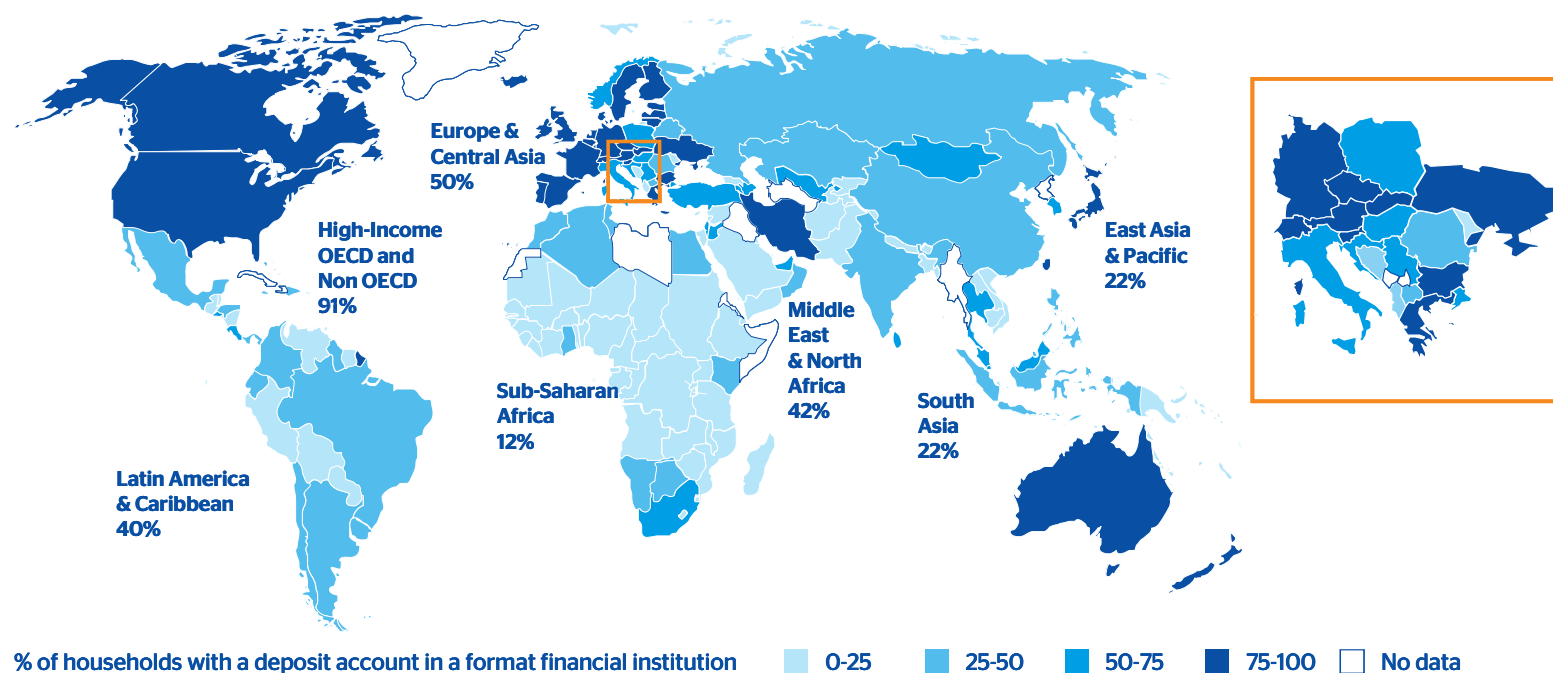 Europe &
Central Asia
50%
High-Income
OECD and
Non OECD
91%
East Asia
& Pacific
22%
Middle
East
& North
Africa
42%
Sub-Saharan
Africa
12%
South
Asia
22%
Latin America
& Caribbean
40%
% of households with a deposit account in a format financial institution
0-25
25-50
50-75
75-100
No data